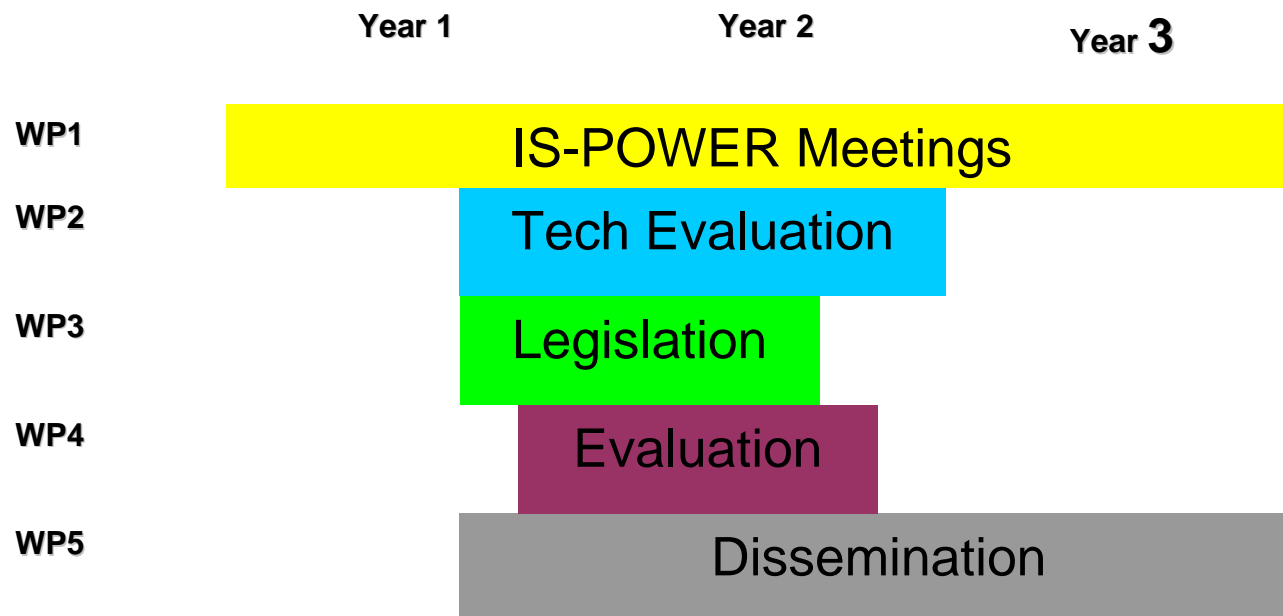 Year 1 Year 2 Year 3
WP1 IS-POWER Meetings
WP2 Tech Evaluation
WP3 Legislation
WP4 Evaluation
WP5 Dissemination